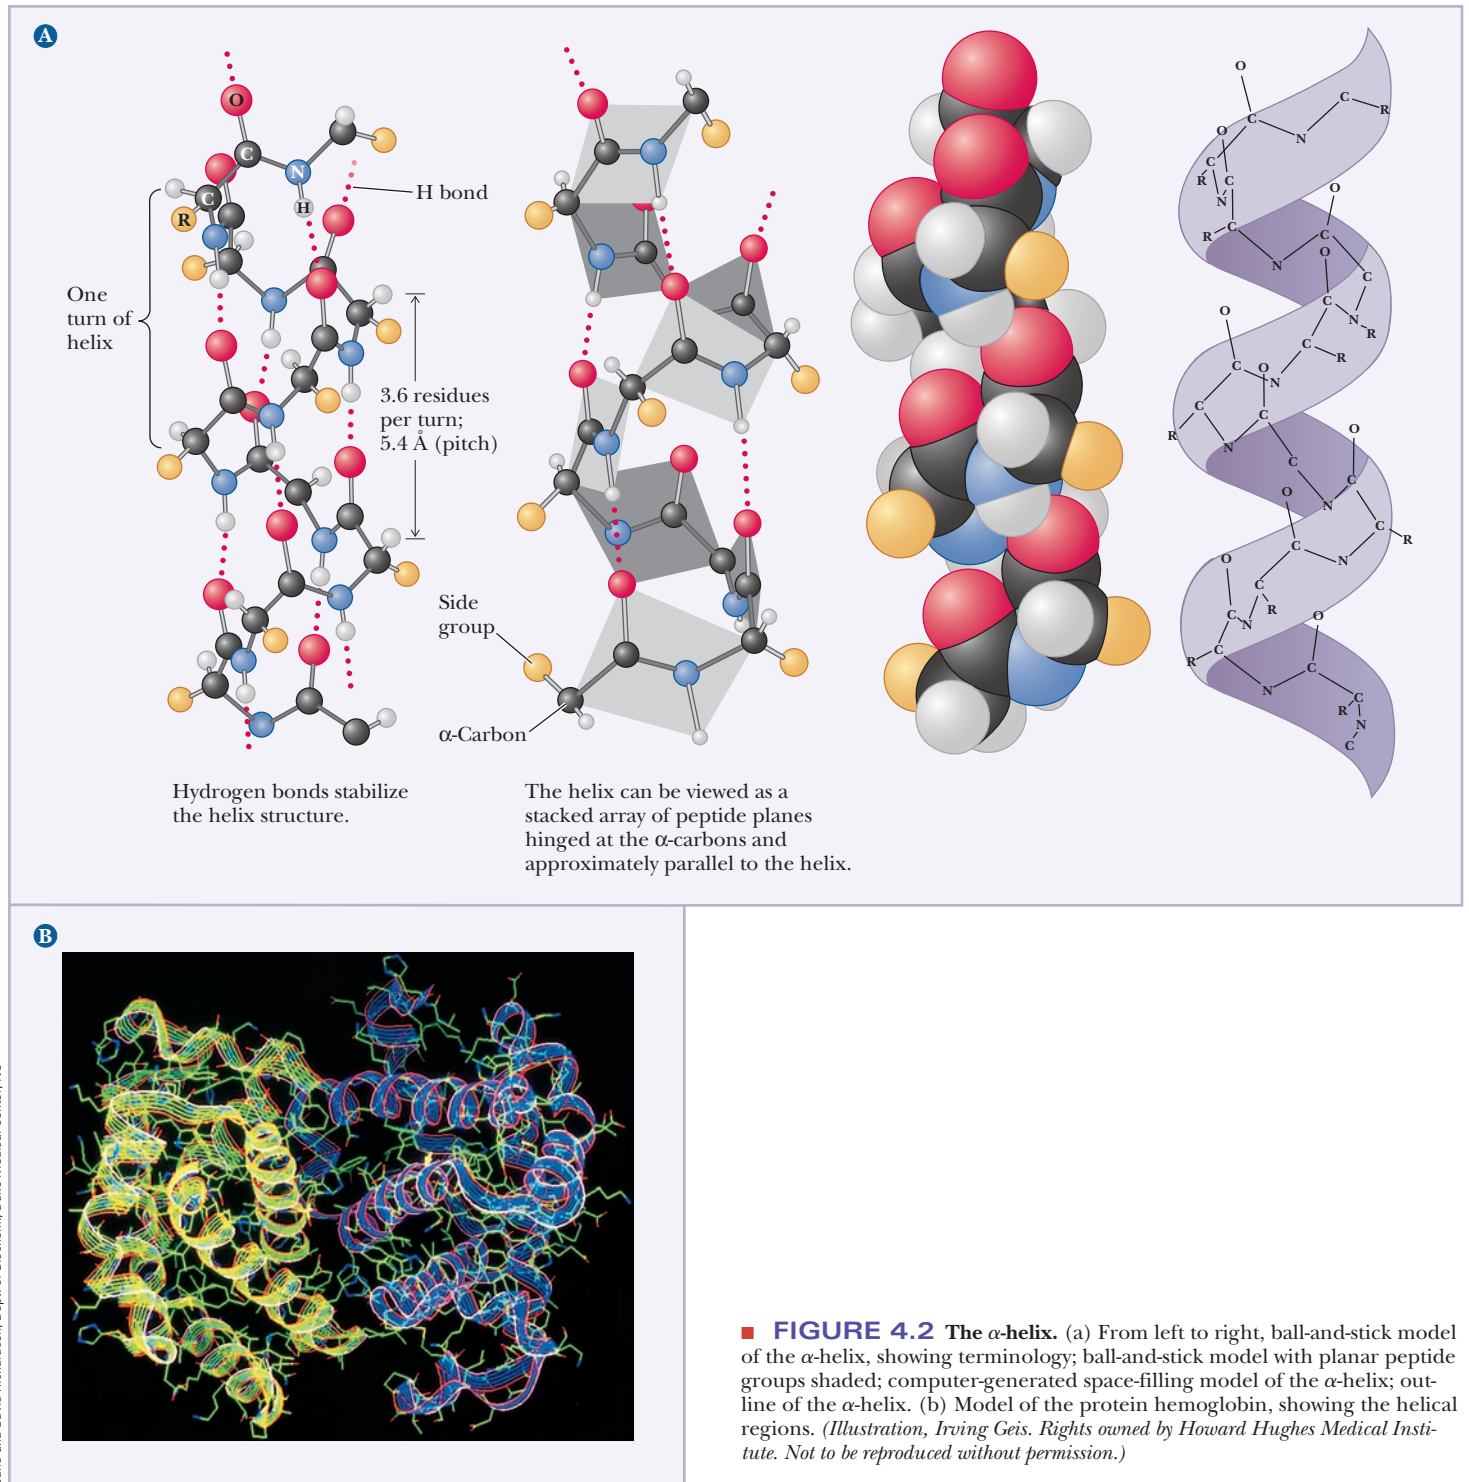 A
O
C
N
H
C
R
H bond
One
turn of
helix
3.6 residues
per turn;
5.4 Å (pitch)
Side
group
α-Carbon
O
C
R
O
C
N
C
R
C
N
R
C
N
O
C
O
C
C
N
R
O
C
C
R
O
N
C
R
N
C
C
O
C
N
O
C
C
R
N
O
C
R
C
N
C
R
O
C
N
C
R
N
C
Hydrogen bonds stabilize
the helix structure.
The helix can be viewed as a
stacked array of peptide planes
hinged at the α-carbons and
approximately parallel to the helix.
B
■ FIGURE 4.2 The α-helix. (a) From left to right, ball-and-stick model
of the α-helix, showing terminology; ball-and-stick model with planar peptide
groups shaded; computer-generated space-filling model of the α-helix; out-
line of the α-helix. (b) Model of the protein hemoglobin, showing the helical
regions. (Illustration, Irving Geis. Rights owned by Howard Hughes Medical Insti-
tute. Not to be reproduced without permission.)